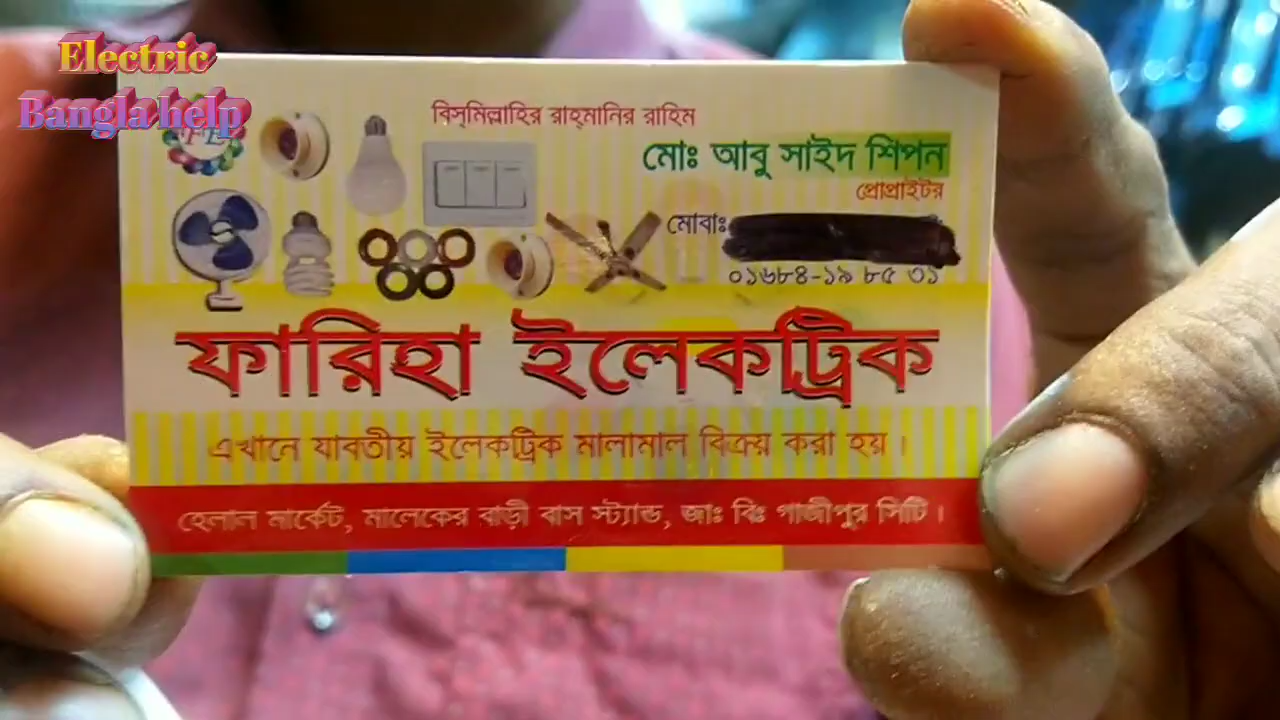 Electric
Bangla help
বিস্‌মিল্লাহির রাহ্‌মানির রাহিম
মোঃ আবু সাইদ শিপন
প্রোপ্রাইটর
মোবাঃ
০১৬৮৪-১৯ ৮৫ ৩১
ফারিহা ইলেকট্রিক
এখানে যাবতীয় ইলেকট্রিক মালামাল বিক্রয় করা হয়।
হেলাল মার্কেট, মালেকের বাড়ী বাস স্ট্যান্ড, জাঃ বিঃ গাজীপুর সিটি।